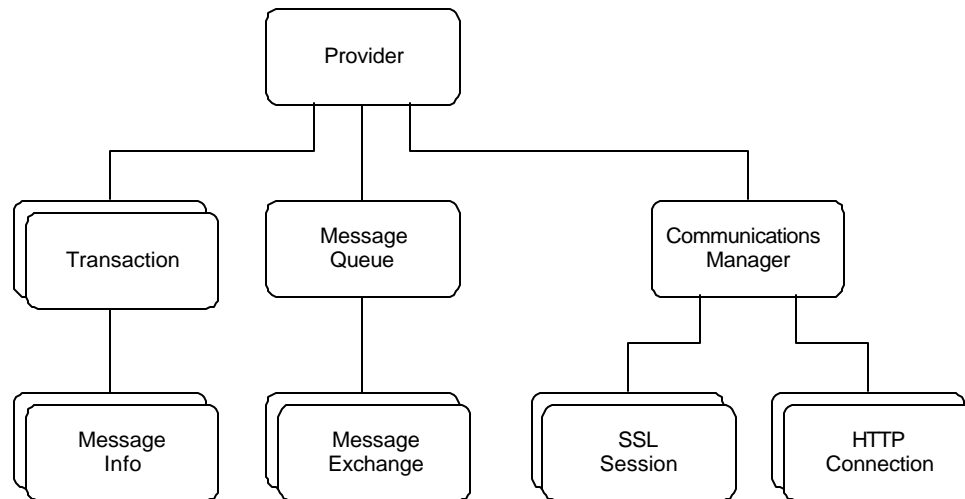 Provider
Transaction
Message
Queue
Communications
Manager
Message
Info
Message
Exchange
SSL
Session
HTTP
Connection